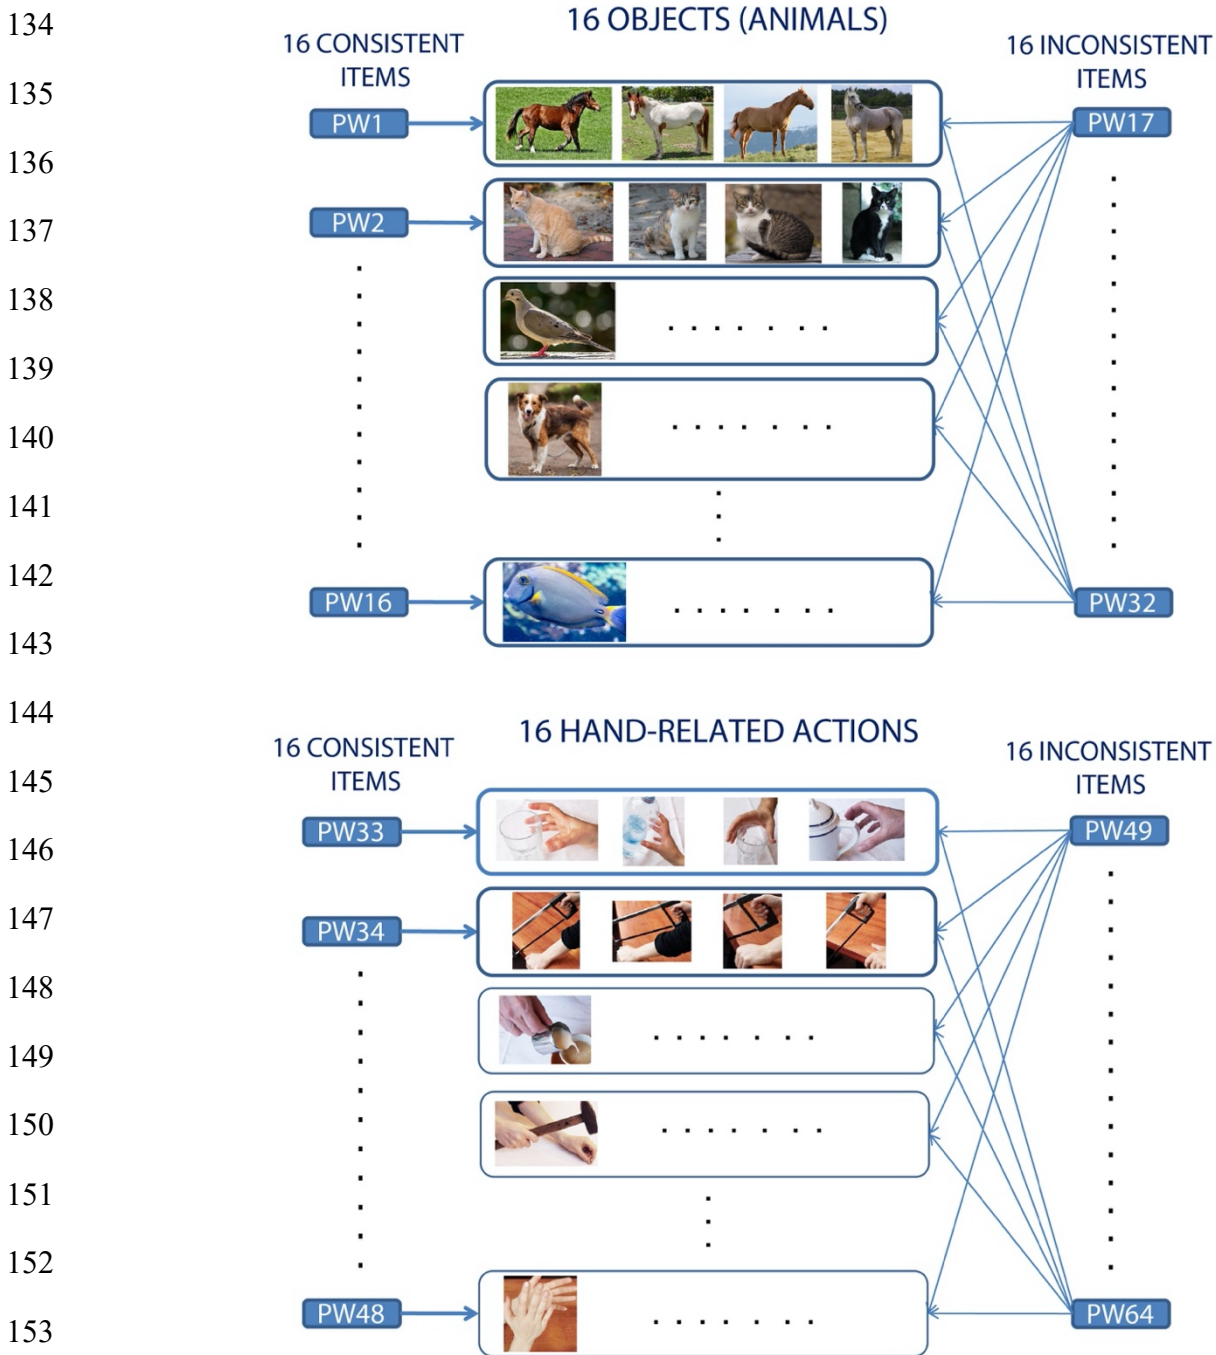 134
16 OBJECTS (ANIMALS)
16 CONSISTENT
ITEMS
16 INCONSISTENT
ITEMS
135
PW1
PW17
136
137
PW2
138
139
140
141
142
PW16
PW32
143
144
16 HAND-RELATED ACTIONS
16 CONSISTENT
ITEMS
16 INCONSISTENT
ITEMS
145
PW33
PW49
146
147
PW34
148
149
150
151
152
PW48
PW64
153